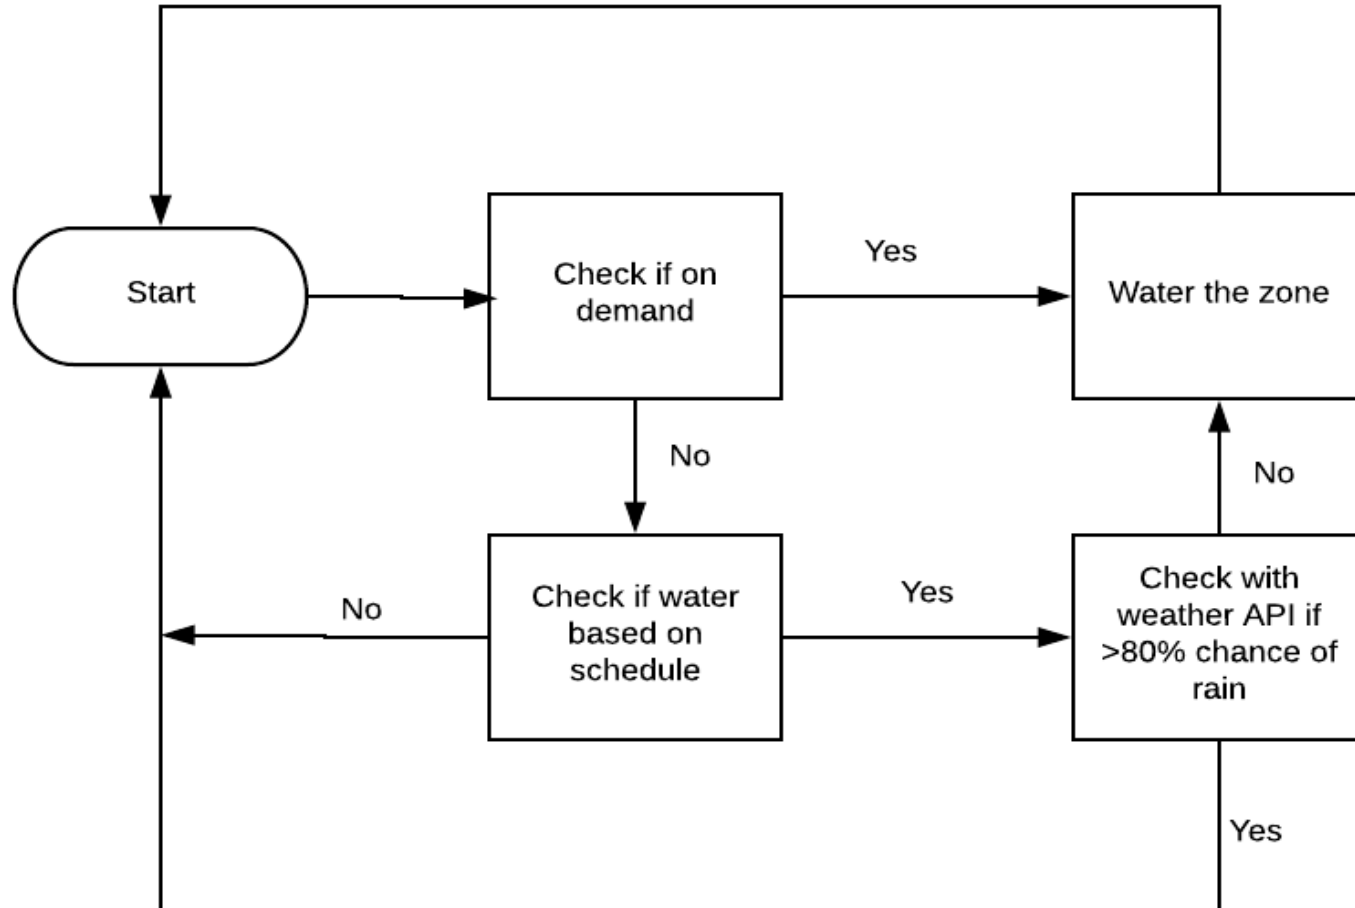 Start
Check if on
demand
Yes
Water the zone
No
No
No
Check if water
based on
schedule
Yes
Check with
weather API if
>80% chance of
rain
Yes